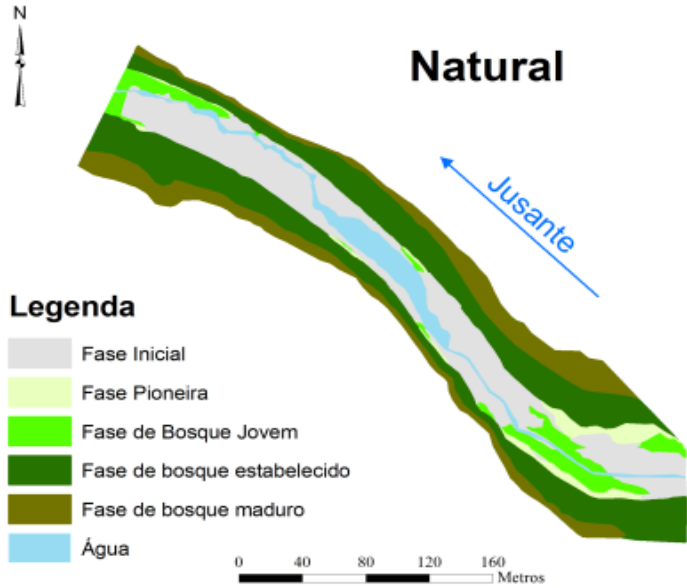 N
Natural
Jusante
Legenda
Fase Inicial
Fase Pioneira
Fase de Bosque Jovem
Fase de bosque estabelecido
Fase de bosque maduro
Água
0 40 80 120 160
Metros